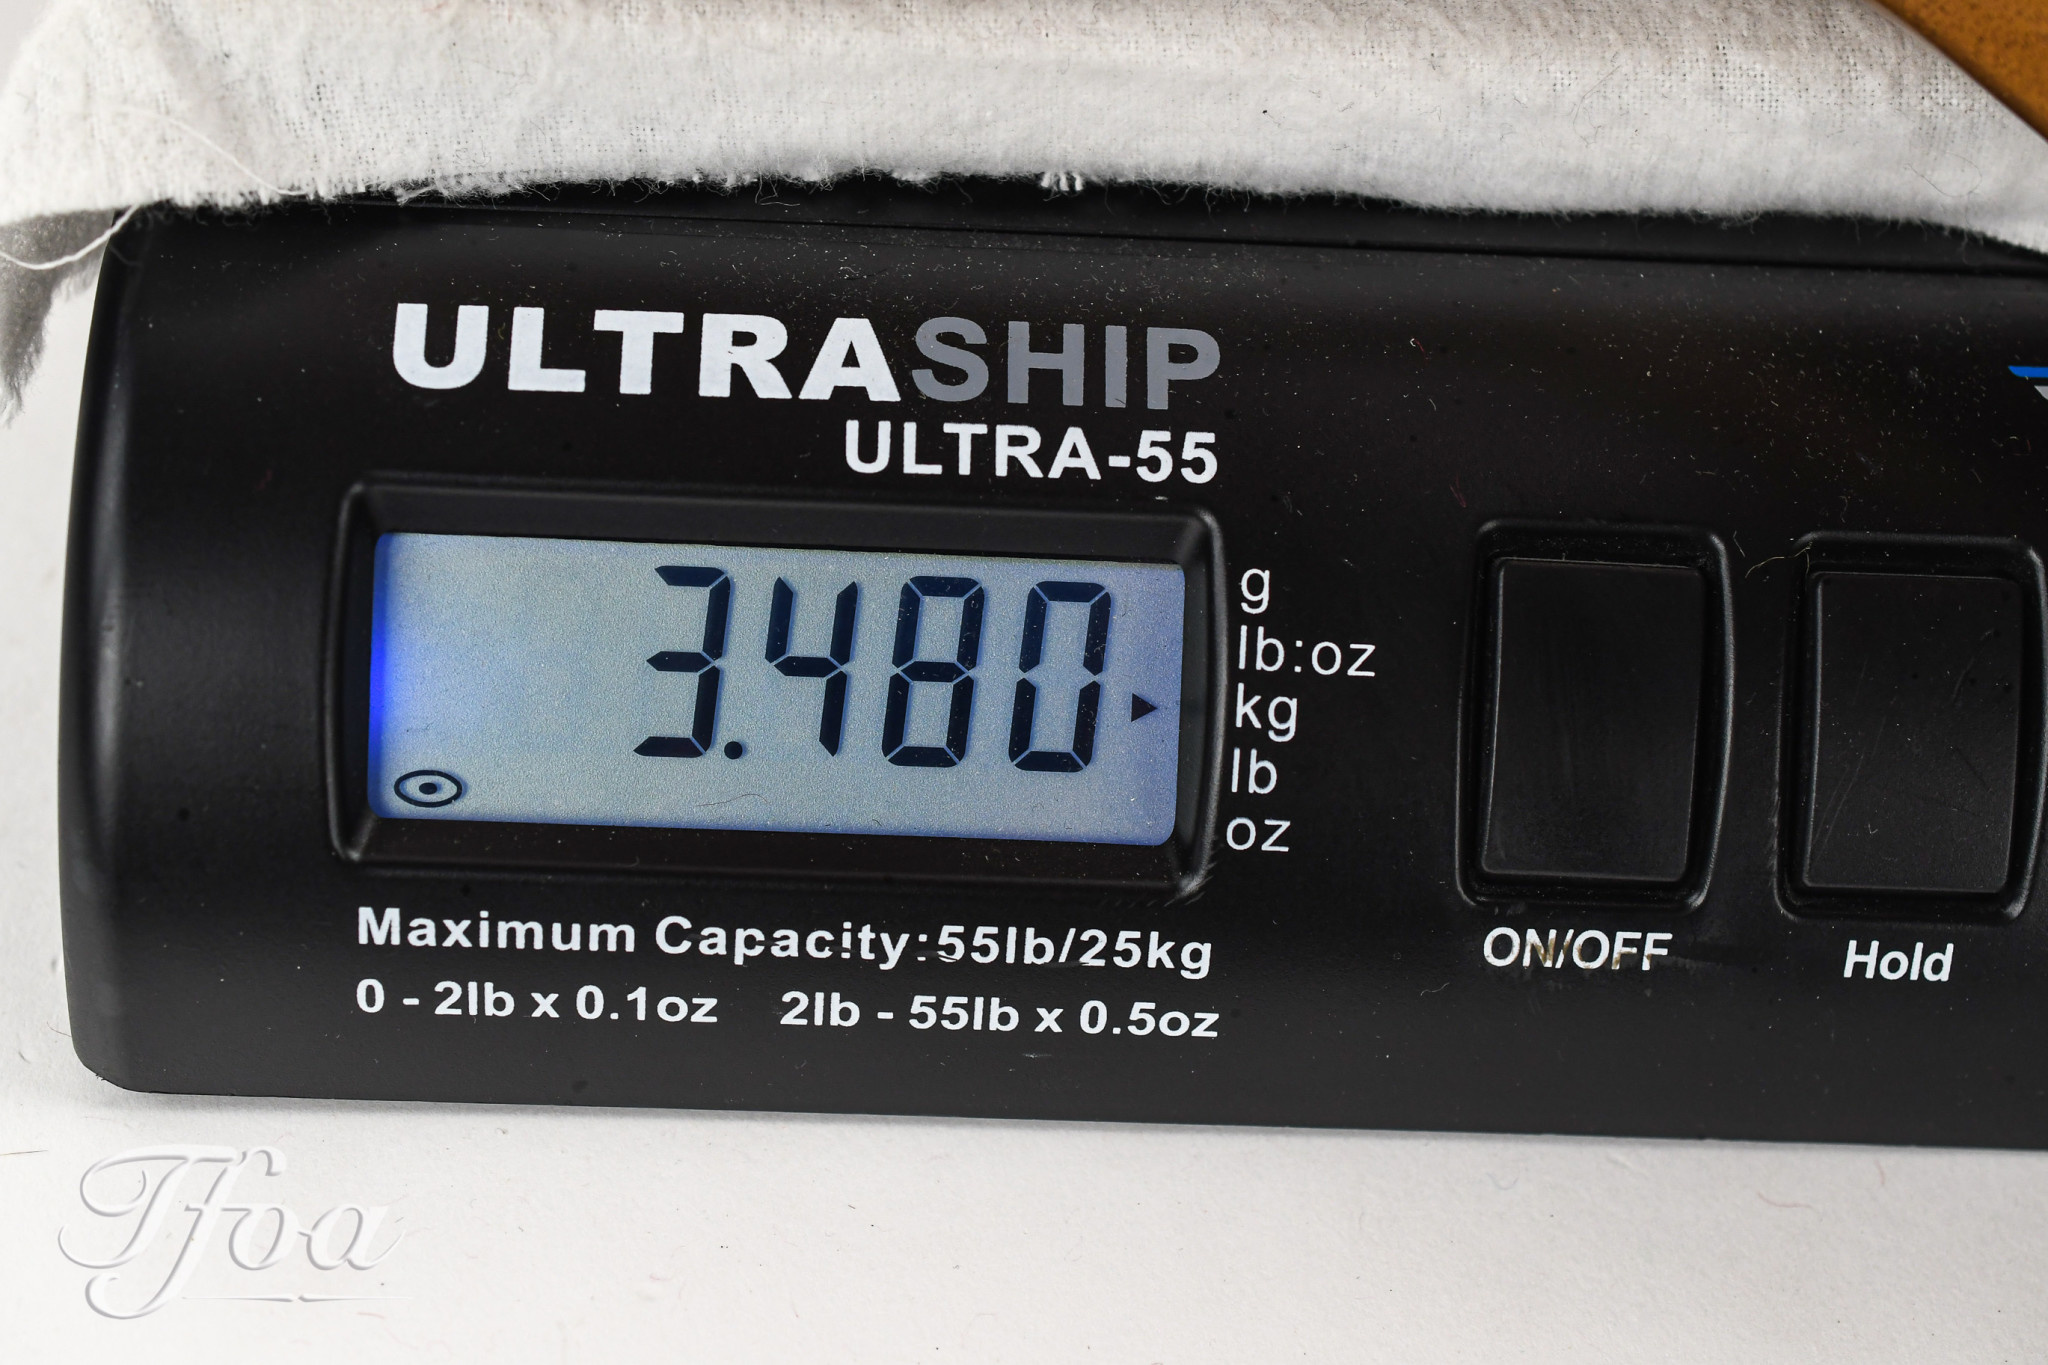 ULTRASHIP
ULTRA-55
3.480
g
lb:oz
kg
lb
oz
ON/OFF
Hold
Maximum Capacity:55lb/25kg
0 - 2lb x 0.1oz 2lb - 55lb x 0.5oz
Tfoa